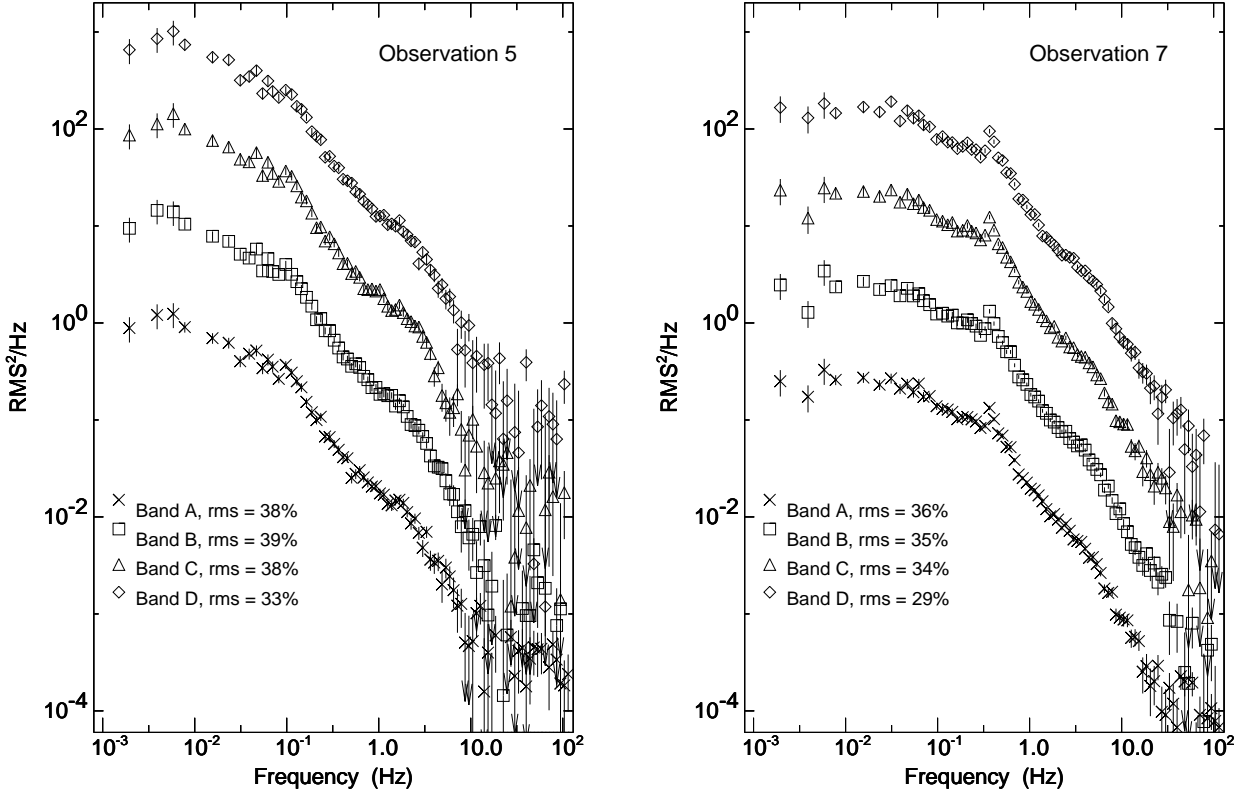 Observation 5
RMS²/Hz
10²
10⁰
10⁻²
10⁻⁴
Band A, rms = 38%
Band B, rms = 39%
Band C, rms = 38%
Band D, rms = 33%
10⁻³ 10⁻² 10⁻¹ 1.0 10.0 10²
Frequency (Hz)
Observation 7
RMS²/Hz
10²
10⁰
10⁻²
10⁻⁴
Band A, rms = 36%
Band B, rms = 35%
Band C, rms = 34%
Band D, rms = 29%
10⁻³ 10⁻² 10⁻¹ 1.0 10.0 10²
Frequency (Hz)